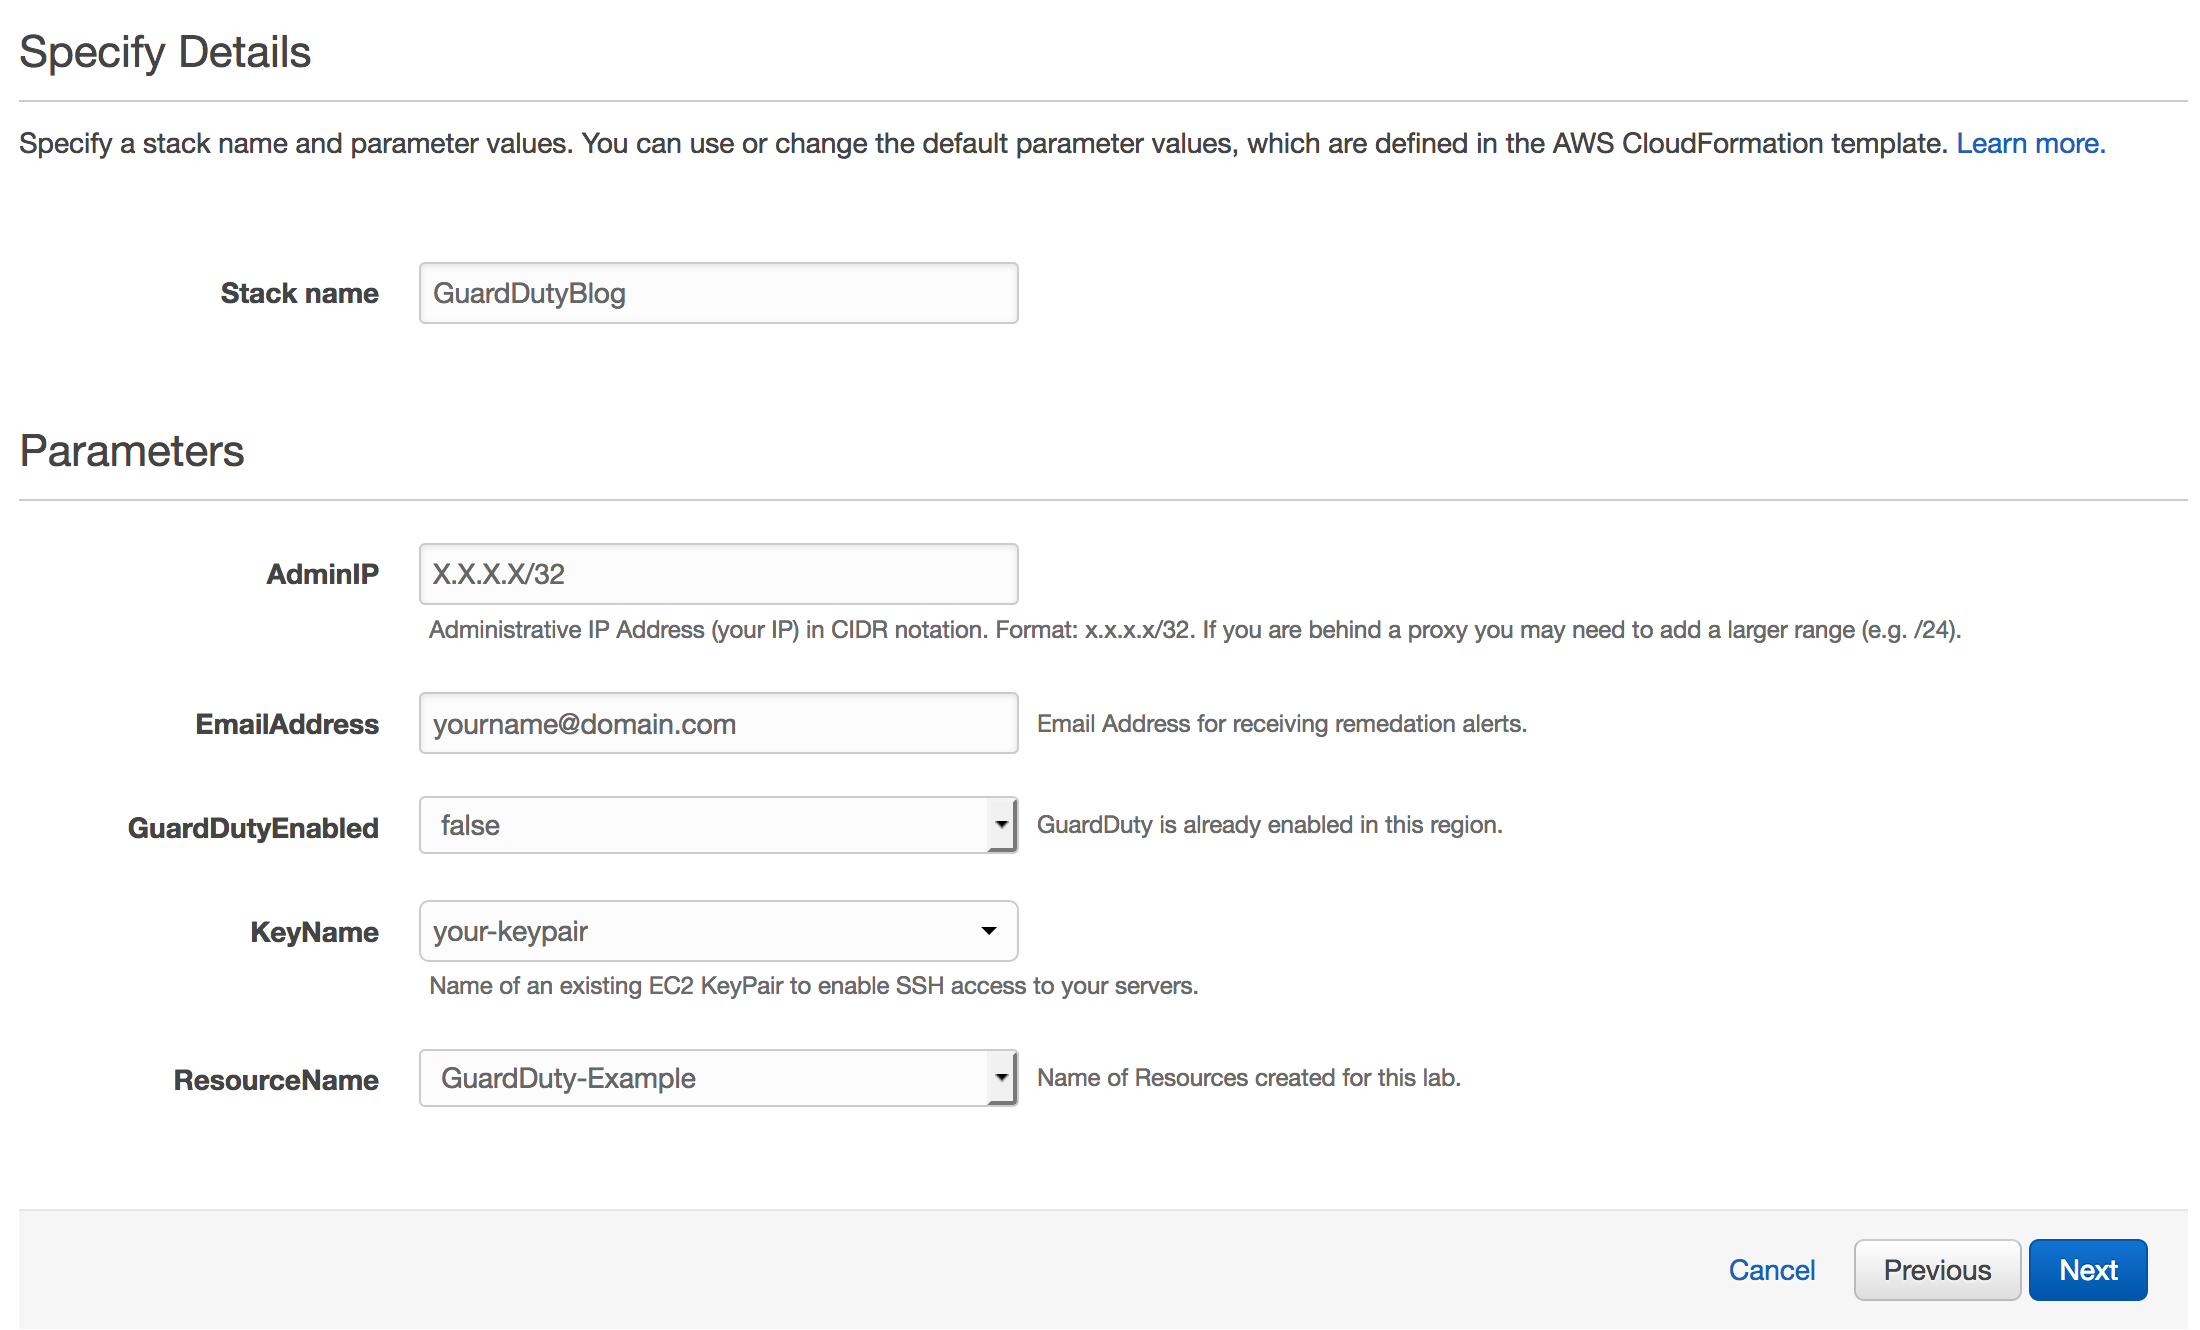 Specify Details
Specify a stack name and parameter values. You can use or change the default parameter values, which are defined in the AWS CloudFormation template. Learn more.
Stack name GuardDutyBlog
Parameters
AdminIP X.X.X.X/32
Administrative IP Address (your IP) in CIDR notation. Format: x.x.x.x/32. If you are behind a proxy you may need to add a larger range (e.g. /24).
EmailAddress yourname@domain.com Email Address for receiving remedation alerts.
GuardDutyEnabled false GuardDuty is already enabled in this region.
KeyName your-keypair
Name of an existing EC2 KeyPair to enable SSH access to your servers.
ResourceName GuardDuty-Example Name of Resources created for this lab.
Cancel Previous Next